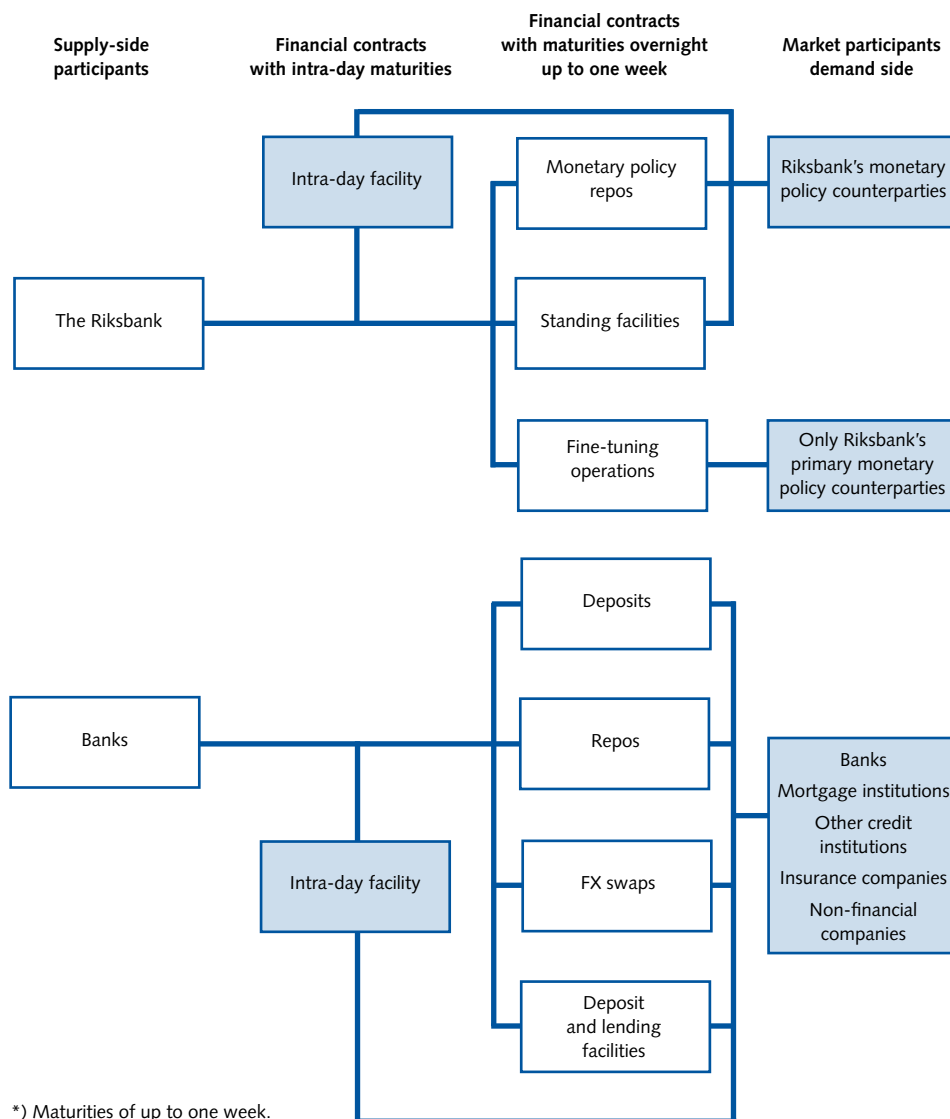 Supply-side
participants
Financial contracts
with intra-day maturities
Financial contracts
with maturities overnight
up to one week
Market participants
demand side
Intra-day facility
Monetary policy
repos
Riksbank's monetary
policy counterparties
The Riksbank
Standing facilities
Fine-tuning
operations
Only Riksbank's
primary monetary
policy counterparties
Deposits
Banks
Repos
Banks
Mortgage institutions
Other credit
institutions
Insurance companies
Non-financial
companies
Intra-day facility
FX swaps
Deposit
and lending
facilities
*) Maturities of up to one week.